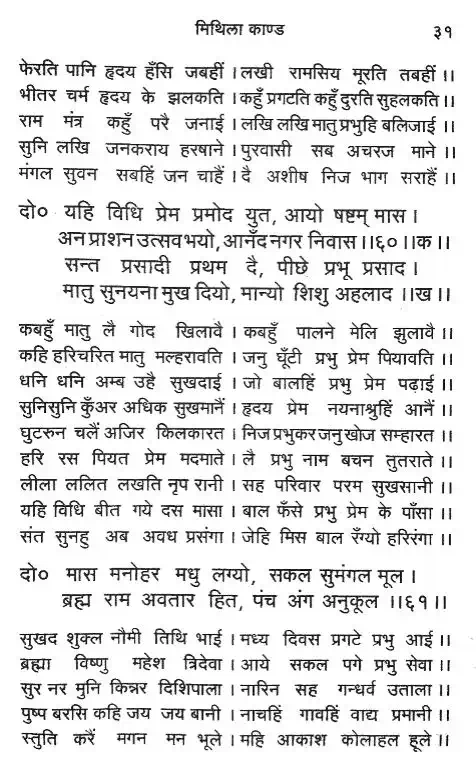 मिथिला काण्ड ३१
फेरति पानि हृदय हँसि जबहीं । लखी रामसिय मूरति तबहीं ।।
भीतर चर्म हृदय के झलकति । कहुँ प्रगटति कहुँ दुरति सुहलकति ।।
राम मंत्र कहुँ परै जनाई । लखि लखि मातु प्रभुहि बलिजाई ।।
सुनि लखि जनकराय हरषाने । पुरवासी सब अचरज माने ।।
मंगल सुवन सबहिं जन चाहैं । दै अशीष निज भाग सराहैं ।।
दो० यहि विधि प्रेम प्रमोद युत, आयो षष्टम् मास ।
अन प्राशन उत्सव भयो, आनँद नगर निवास ।।६०।।क।।
सन्त प्रसादी प्रथम दै, पीछे प्रभू प्रसाद ।
मातु सुनयना मुख दियो, मान्यो शिशु अहलाद ।।ख।।
कबहुँ मातु लै गोद खिलावै । कबहुँ पालने मेलि झुलावै ।।
कहि हरिचरित मातु मल्हरावति । जनु घूँटी प्रभु प्रेम पियावति ।।
धनि धनि अम्ब उहै सुखदाई । जो बालहिं प्रभु प्रेम पढ़ाई ।।
सुनिसुनि कुँअर अधिक सुखमानैं । हृदय प्रेम नयनाश्रुहिं आनैं ।।
घुटरुन चलैं अजिर किलकारत । निज प्रभुकर जनु खोज सम्हारत ।।
हरि रस पियत प्रेम मदमाते । लै प्रभु नाम बचन तुतराते ।।
लीला ललित लखति नृप रानी । सह परिवार परम सुखसानी ।।
यहि विधि बीत गये दस मासा । बाल फँसे प्रभु प्रेम के पाँसा ।।
संत सुनहु अब अवध प्रसंगा । जेहि मिस बाल रँग्यो हरिरंगा ।।
दो० मास मनोहर मधु लग्यो, सकल सुमंगल मूल ।
ब्रह्म राम अवतार हित, पंच अंग अनुकूल ।।६१।।
सुखद शुक्ल नौमी तिथि भाई । मध्य दिवस प्रगटे प्रभु आई ।।
ब्रह्मा विष्णु महेश त्रिदेवा । आये सकल पगे प्रभु सेवा ।।
सुर नर मुनि किन्नर दिशिपाला । नारिन सह गन्धर्व उताला ।।
पुष्प बरसि कहि जय जय बानी । नाचहिं गावहिं वाद्य प्रमानी ।।
स्तुति करैं मगन मन भूले । महि आकाश कोलाहल हूले ।।